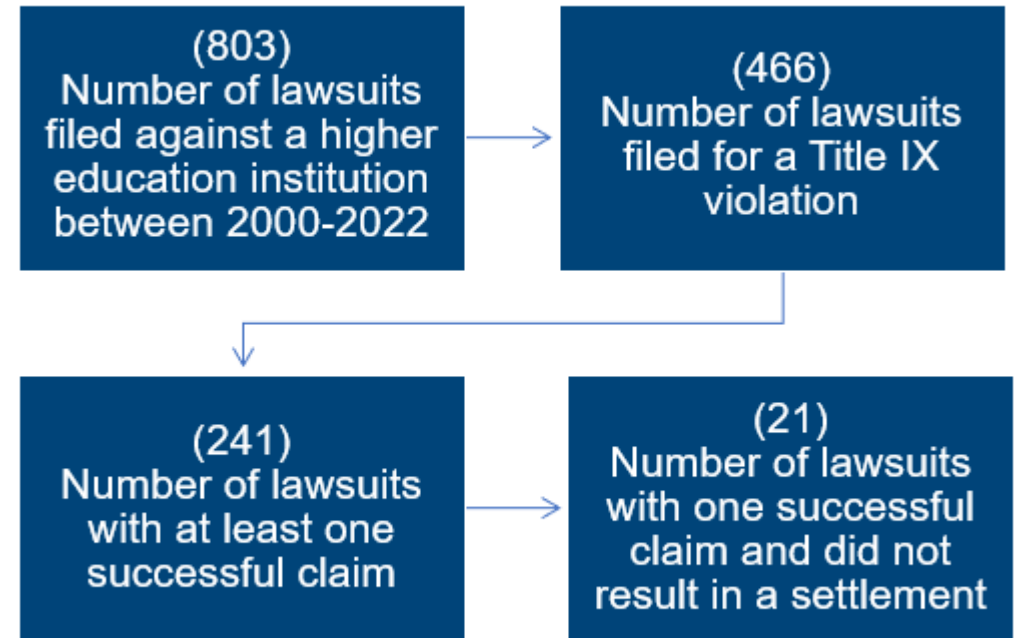 (803)
Number of lawsuits
filed against a higher
education institution
between 2000-2022
(466)
Number of lawsuits
filed for a Title IX
violation
(241)
Number of lawsuits
with at least one
successful claim
(21)
Number of lawsuits
with one successful
claim and did not
result in a settlement